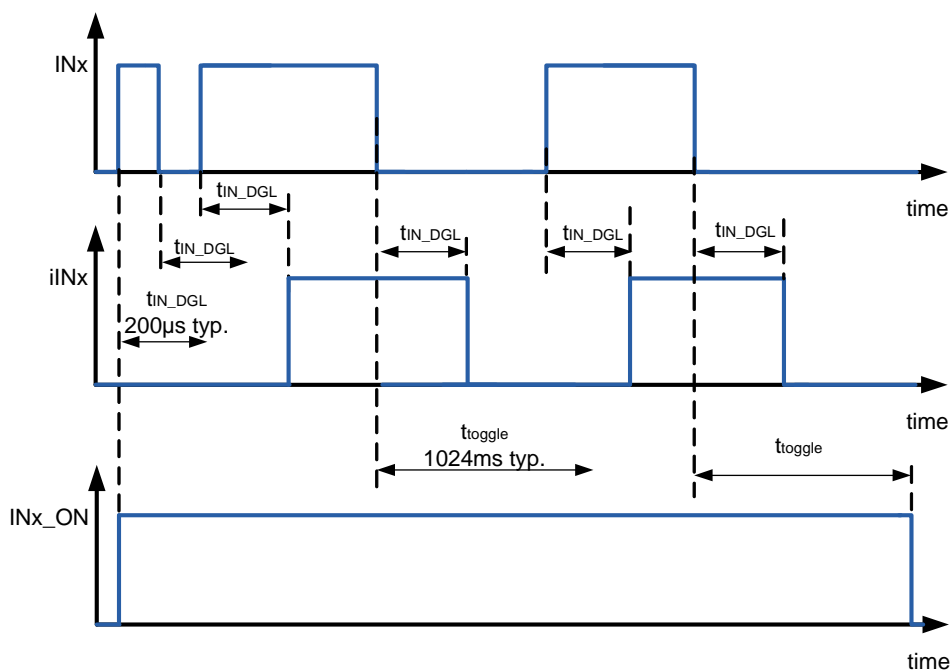 INx
time
tIN_DGL
tIN_DGL
tIN_DGL
tIN_DGL
tIN_DGL
iINx
tIN_DGL
200µs typ.
time
ttoggle
1024ms typ.
ttoggle
INx_ON
time